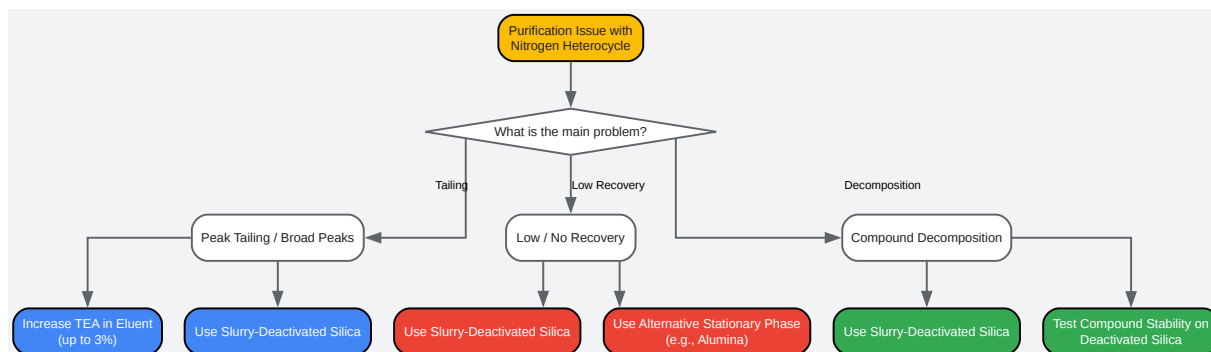 Purification Issue with
Nitrogen Heterocycle
What is the main problem?
Tailing
Low Recovery
Decomposition
Peak Tailing / Broad Peaks
Low / No Recovery
Compound Decomposition
Increase TEA in Eluent
(up to 3%)
Use Slurry-Deactivated Silica
Use Slurry-Deactivated Silica
Use Alternative Stationary Phase
(e.g., Alumina)
Use Slurry-Deactivated Silica
Test Compound Stability on
Deactivated Silica